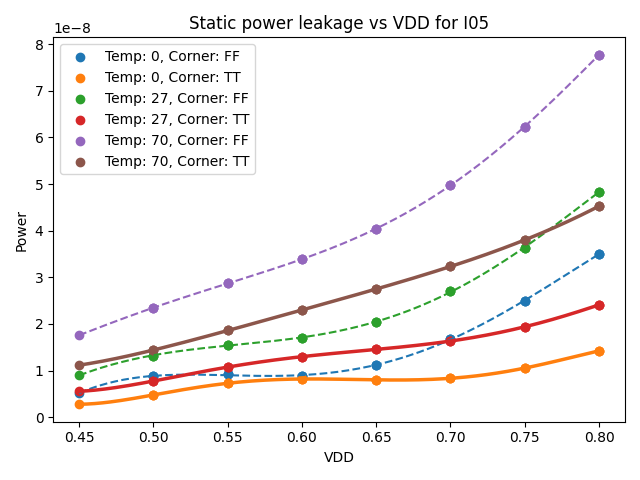 Static power leakage vs VDD for I05
1e−8
Temp: 0, Corner: FF
Temp: 0, Corner: TT
Temp: 27, Corner: FF
Temp: 27, Corner: TT
Temp: 70, Corner: FF
Temp: 70, Corner: TT
8
7
6
5
4
3
2
1
0
Power
0.45 0.50 0.55 0.60 0.65 0.70 0.75 0.80
VDD